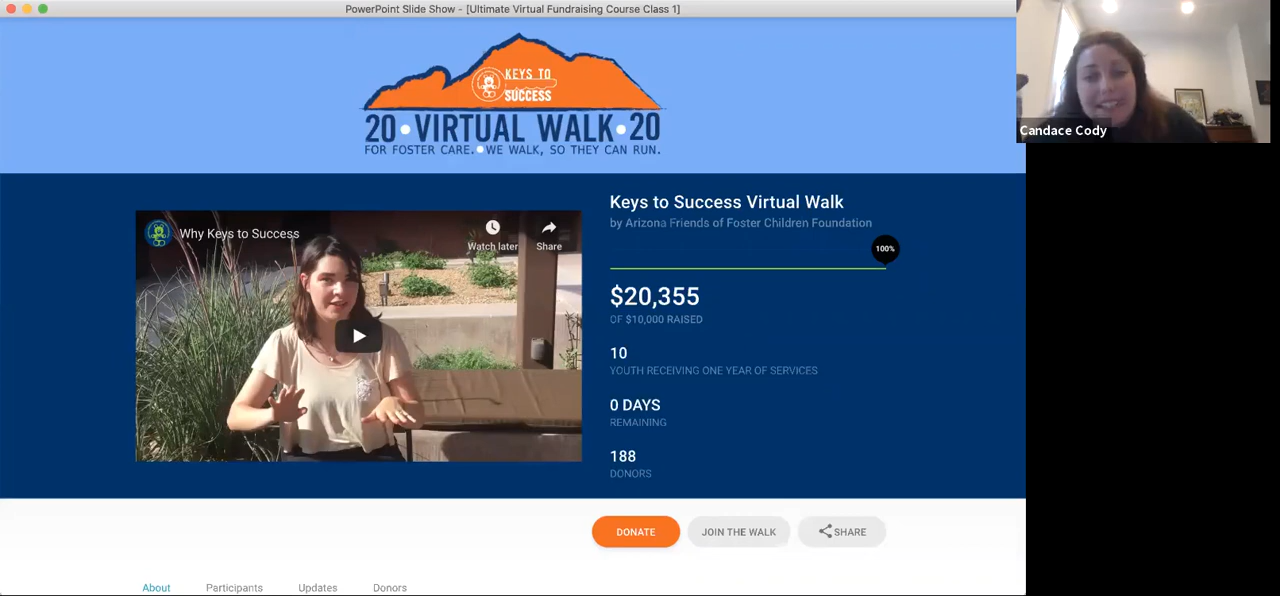 PowerPoint Slide Show - [Ultimate Virtual Fundraising Course Class 1]
KEYS TO
SUCCESS
20 • VIRTUAL WALK • 20
FOR FOSTER CARE. • WE WALK, SO THEY CAN RUN.
Candace Cody
Why Keys to Success
Watch later
Share
Keys to Success Virtual Walk
by Arizona Friends of Foster Children Foundation
100%
$20,355
OF $10,000 RAISED
10
YOUTH RECEIVING ONE YEAR OF SERVICES
0 DAYS
REMAINING
188
DONORS
DONATE
JOIN THE WALK
SHARE
About Participants Updates Donors